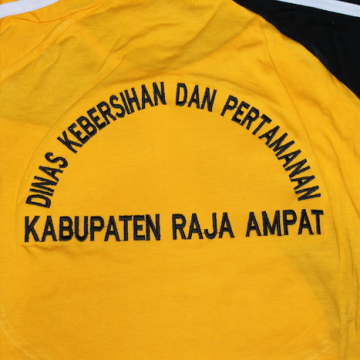 DINAS KEBERSIHAN DAN PERTAMANAN
KABUPATEN RAJA AMPAT